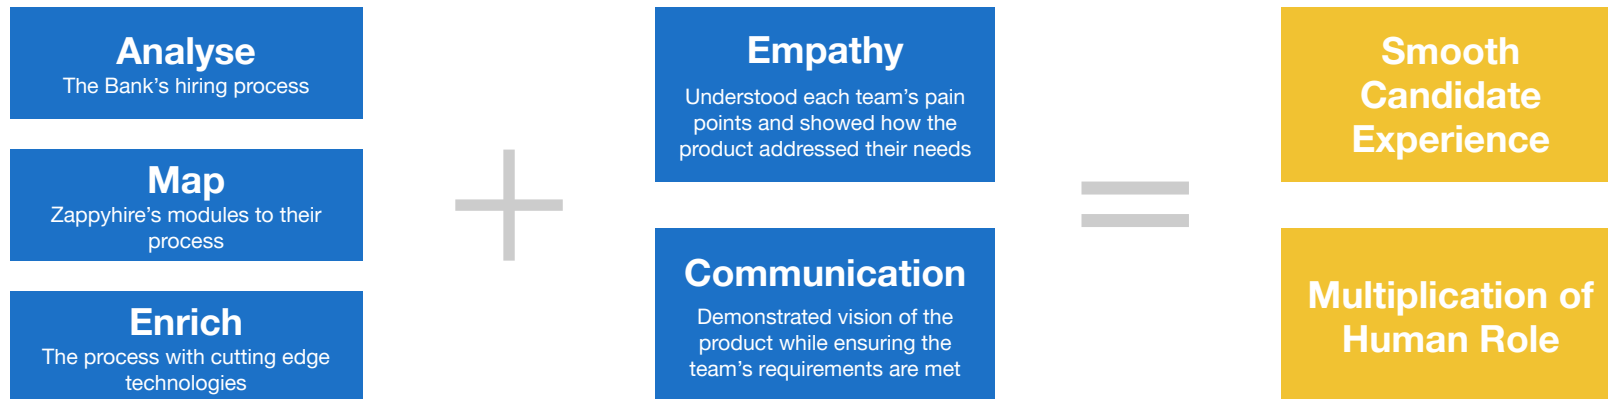 Analyse
The Bank’s hiring process
Map
Zappyhire’s modules to their
process
Enrich
The process with cutting edge
technologies
+
Empathy
Understood each team’s pain
points and showed how the
product addressed their needs
Communication
Demonstrated vision of the
product while ensuring the
team’s requirements are met
=
Smooth
Candidate
Experience
Multiplication of
Human Role